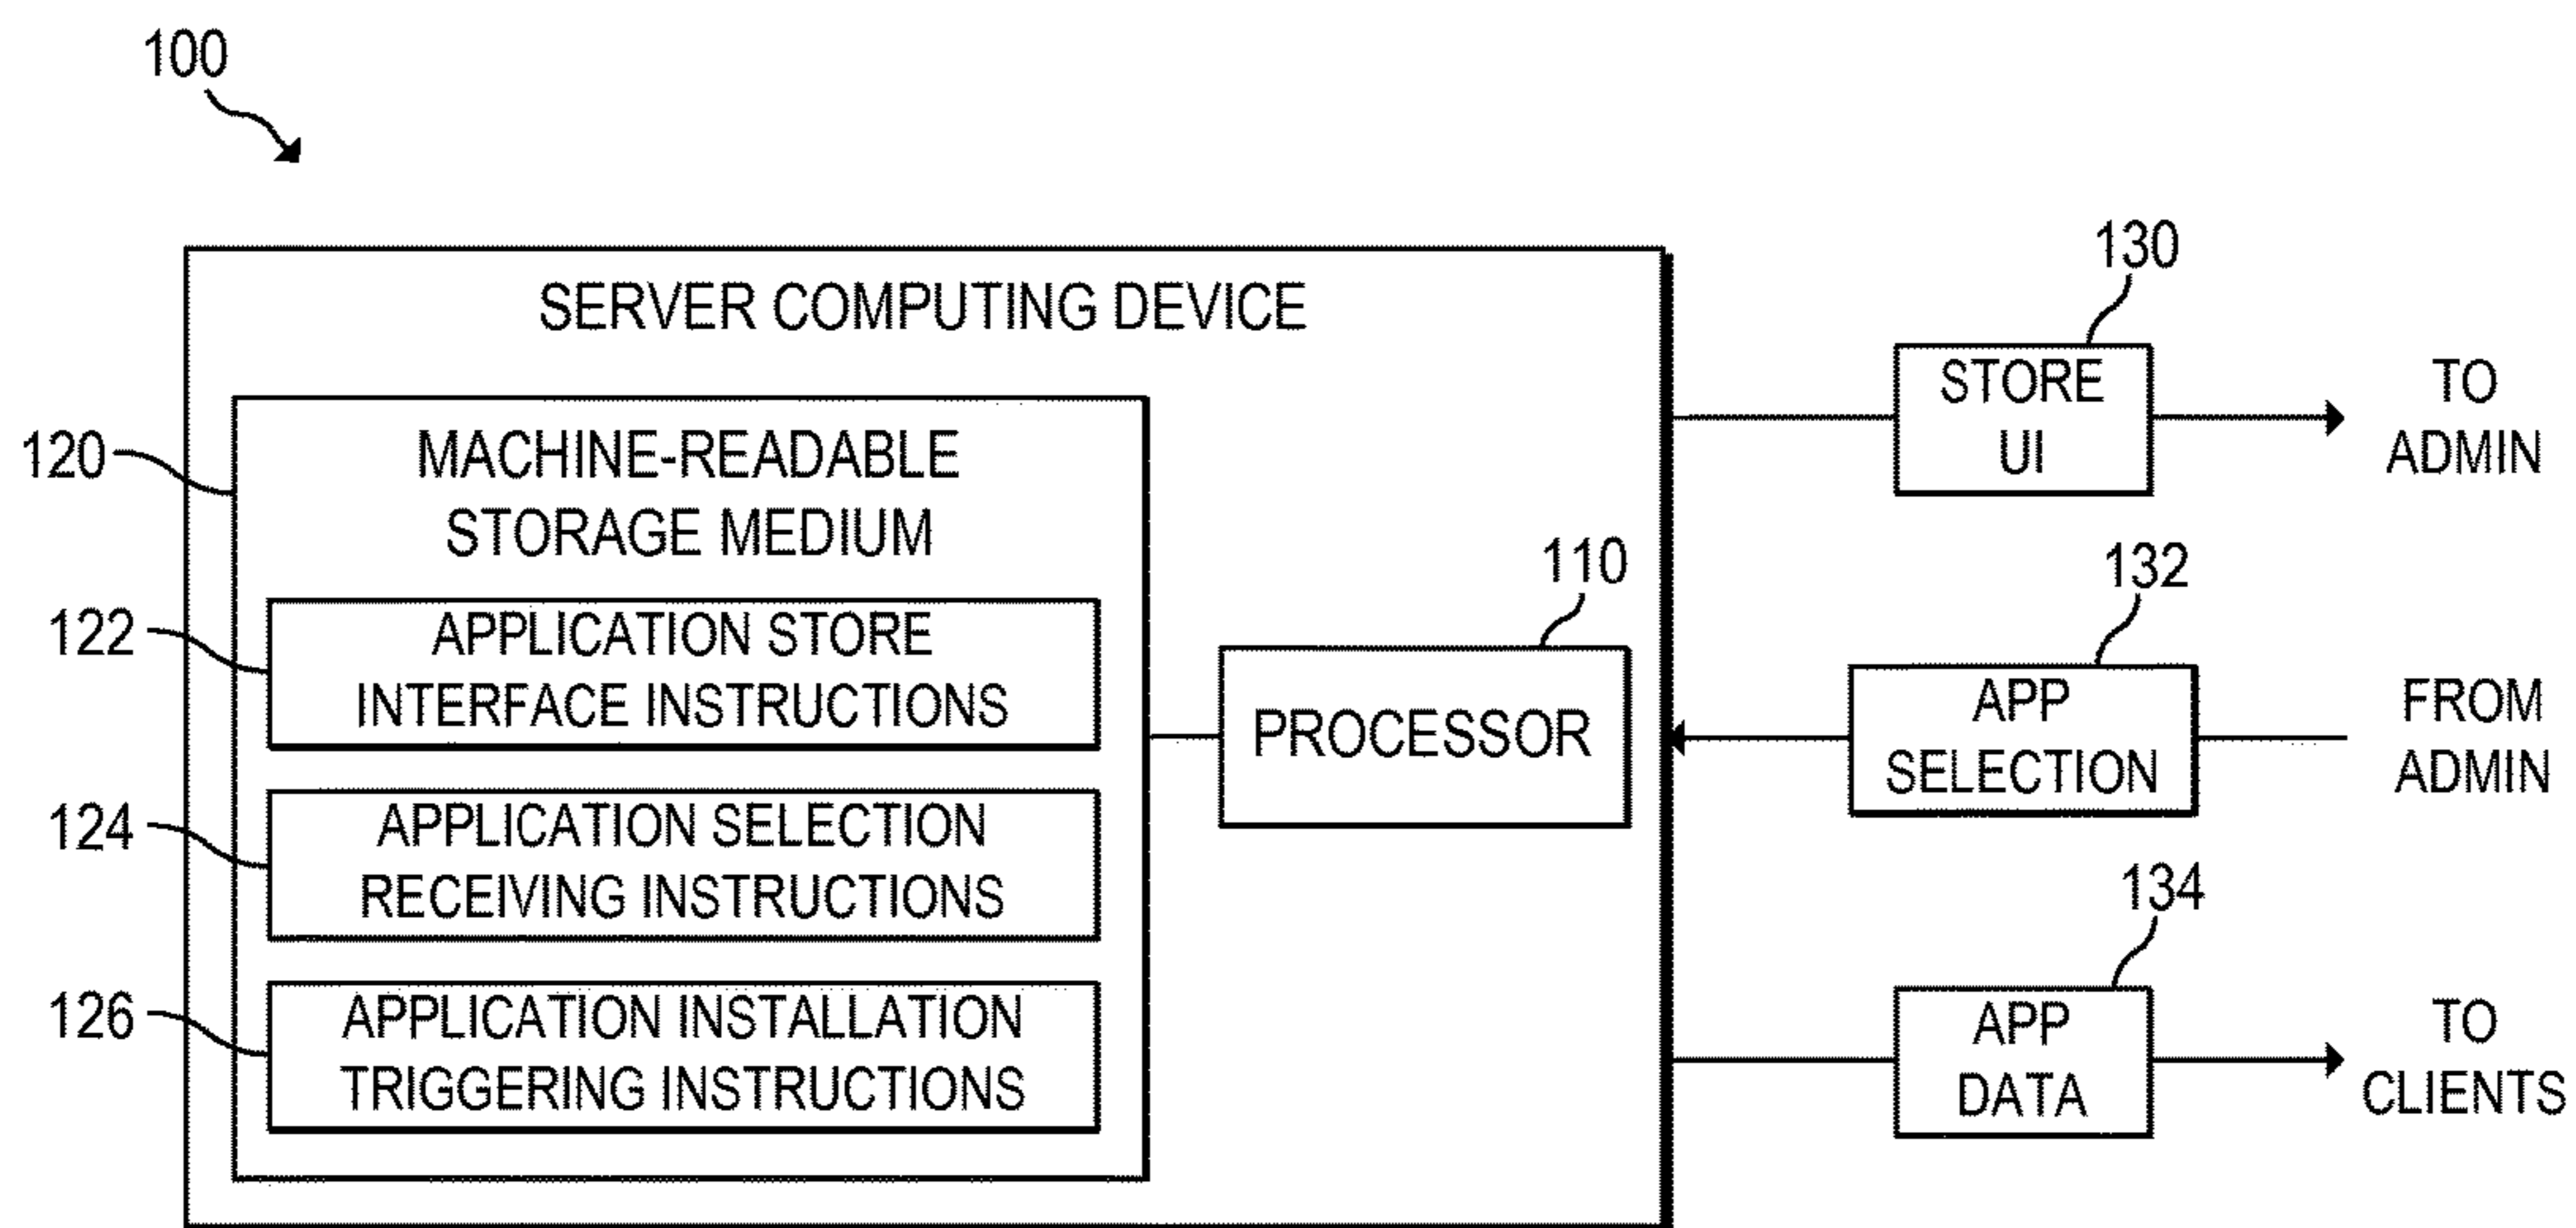 100
SERVER COMPUTING DEVICE
120
MACHINE-READABLE
STORAGE MEDIUM
122
APPLICATION STORE
INTERFACE INSTRUCTIONS
124
APPLICATION SELECTION
RECEIVING INSTRUCTIONS
126
APPLICATION INSTALLATION
TRIGGERING INSTRUCTIONS
110
PROCESSOR
130
STORE
UI
TO
ADMIN
132
APP
SELECTION
FROM
ADMIN
134
APP
DATA
TO
CLIENTS